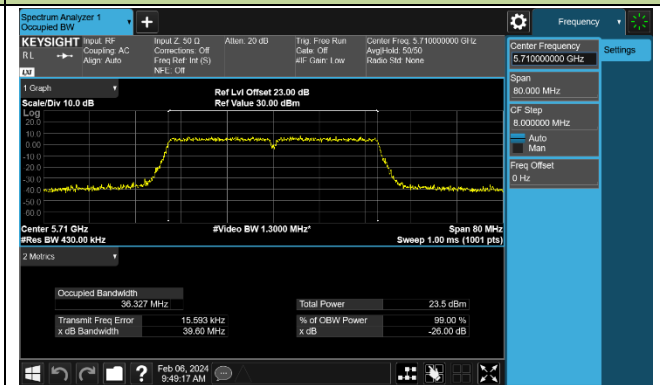 Spectrum Analyzer 1
Occupied BW
+
Frequency
KEYSIGHT
RL
LXI
Input: RF
Coupling: AC
Align: Auto
Input Z: 50 Ω
Corrections: Off
Freq Ref: Int (S)
NFE: Off
Atten: 20 dB
Trig: Free Run
Gate: Off
#IF Gain: Low
Center Freq: 5.710000000 GHz
Avg|Hold: 50/50
Radio Std: None
Center Frequency
5.710000000 GHz
Settings
Span
80.000 MHz
CF Step
8.000000 MHz
Auto
Man
Freq Offset
0 Hz
1 Graph
Scale/Div 10.0 dB
Ref Lvl Offset 23.00 dB
Ref Value 30.00 dBm
Log
20.0
10.0
0.00
-10.0
-20.0
-30.0
-40.0
-50.0
-60.0
Center 5.71 GHz
#Video BW 1.3000 MHz*
Span 80 MHz
#Res BW 430.00 kHz
Sweep 1.00 ms (1001 pts)
2 Metrics
Occupied Bandwidth
36.327 MHz
Total Power 23.5 dBm
Transmit Freq Error 15.593 kHz
% of OBW Power 99.00 %
x dB Bandwidth 39.60 MHz
x dB -26.00 dB
?
Feb 06, 2024
9:49:17 AM